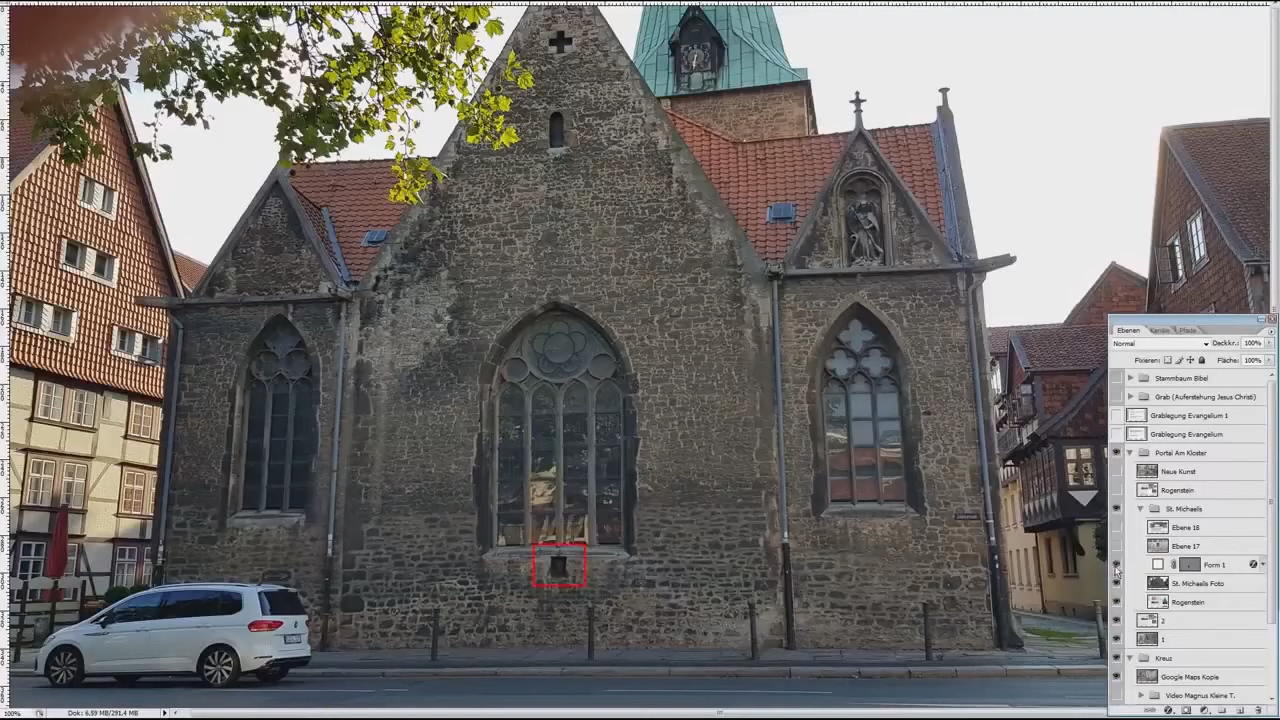 Ebenen Kanäle Pfade
Normal Deckkr.: 100%
Fixieren: Fläche: 100%
Stammbaum Bibel
Grab (Auferstehung Jesus Christi)
Grablegung Evangelium 1
Grablegung Evangelium
Portal Am Kloster
Neue Kunst
Rogenstein
St. Michaelis
Ebene 18
Ebene 17
Form 1
St. Michaelis Foto
Rogenstein
2
1
Kreuz
Google Maps Kopie
Video Magnus Kleine T.
100% Dok: 6.59 MB/291.4 MB